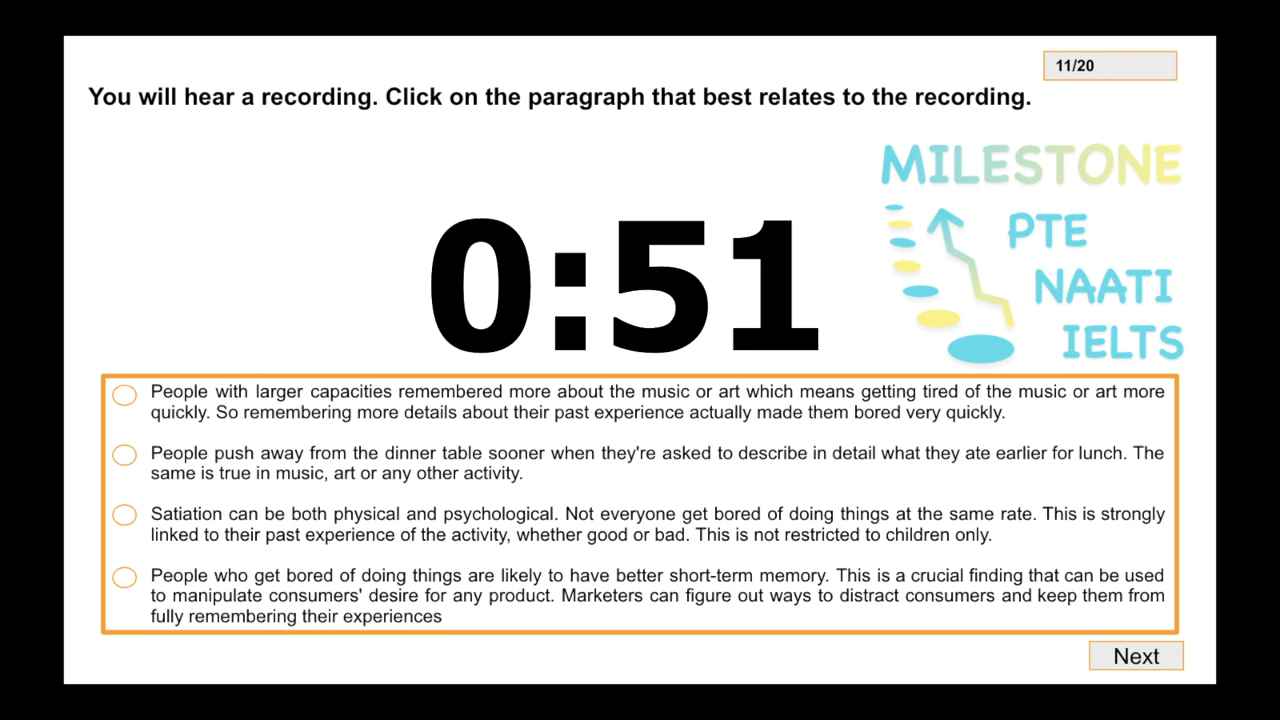 11/20
You will hear a recording. Click on the paragraph that best relates to the recording.
MILESTONE
PTE
NAATI
IELTS
0:51
People with larger capacities remembered more about the music or art which means getting tired of the music or art more
quickly. So remembering more details about their past experience actually made them bored very quickly.
People push away from the dinner table sooner when they're asked to describe in detail what they ate earlier for lunch. The
same is true in music, art or any other activity.
Satiation can be both physical and psychological. Not everyone get bored of doing things at the same rate. This is strongly
linked to their past experience of the activity, whether good or bad. This is not restricted to children only.
People who get bored of doing things are likely to have better short-term memory. This is a crucial finding that can be used
to manipulate consumers' desire for any product. Marketers can figure out ways to distract consumers and keep them from
fully remembering their experiences
Next